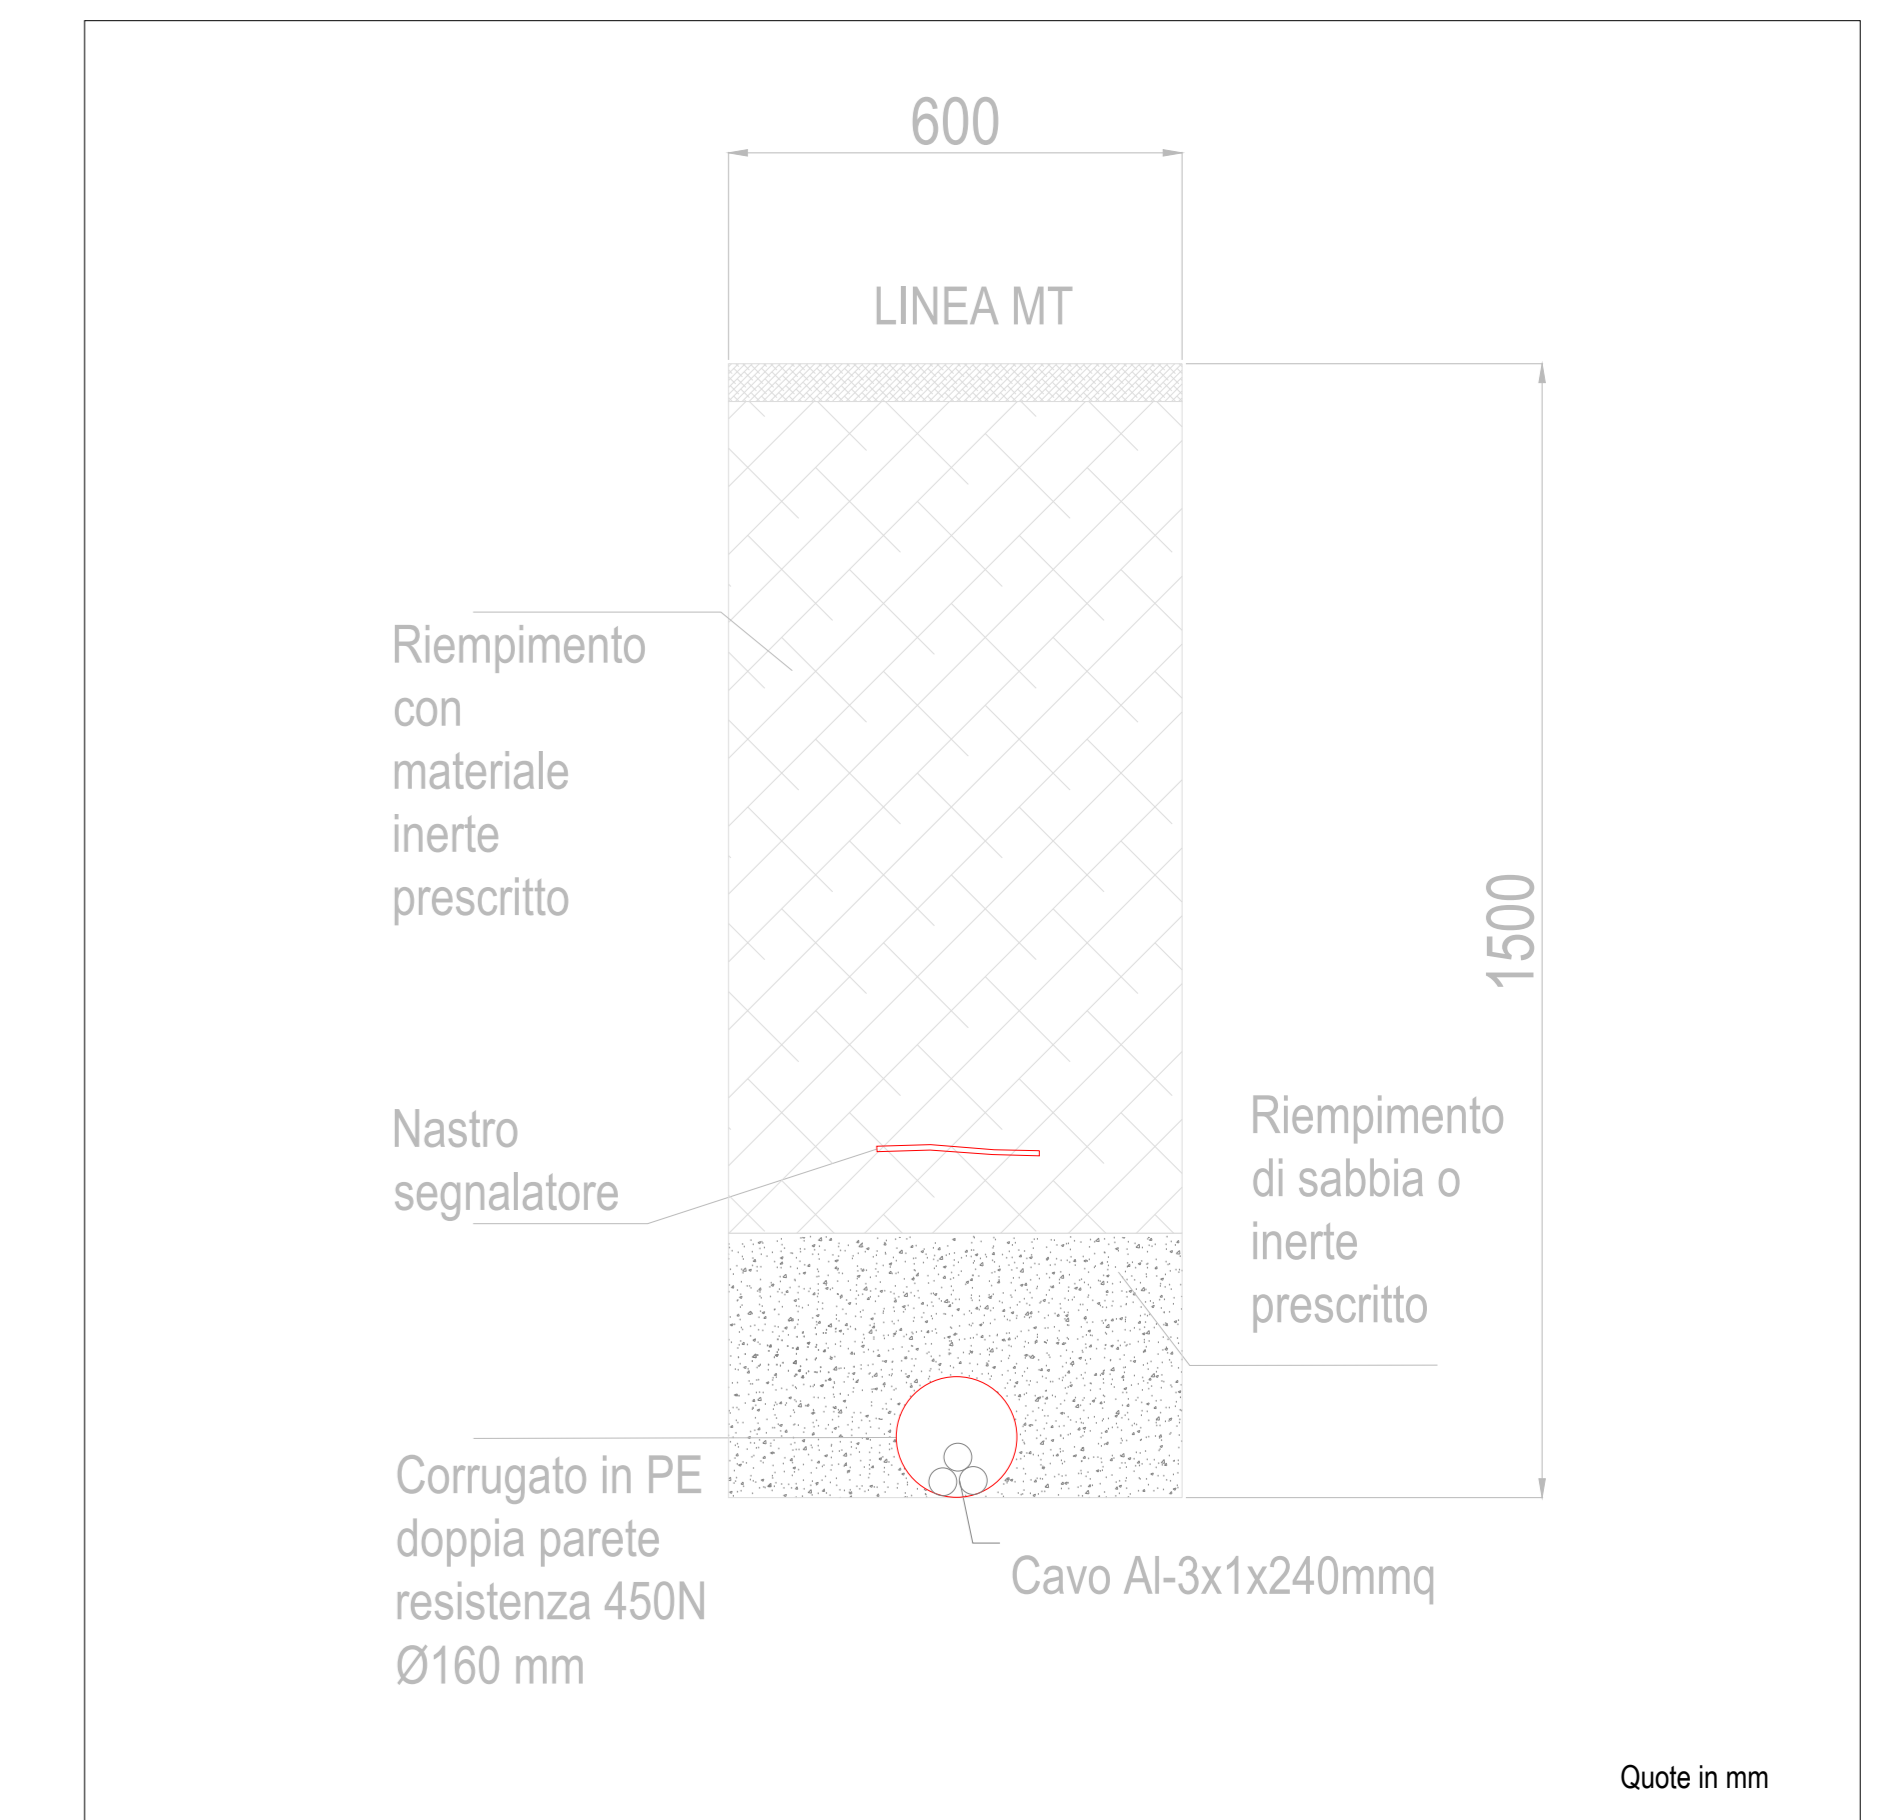 600
LINEA MT
Riempimento
con
materiale
inerte
prescritto
1500
Nastro
segnalatore
Riempimento
di sabbia o
inerte
prescritto
Corrugato in PE
doppia parete
resistenza 450N
Ø160 mm
Cavo Al-3x1x240mmq
Quote in mm